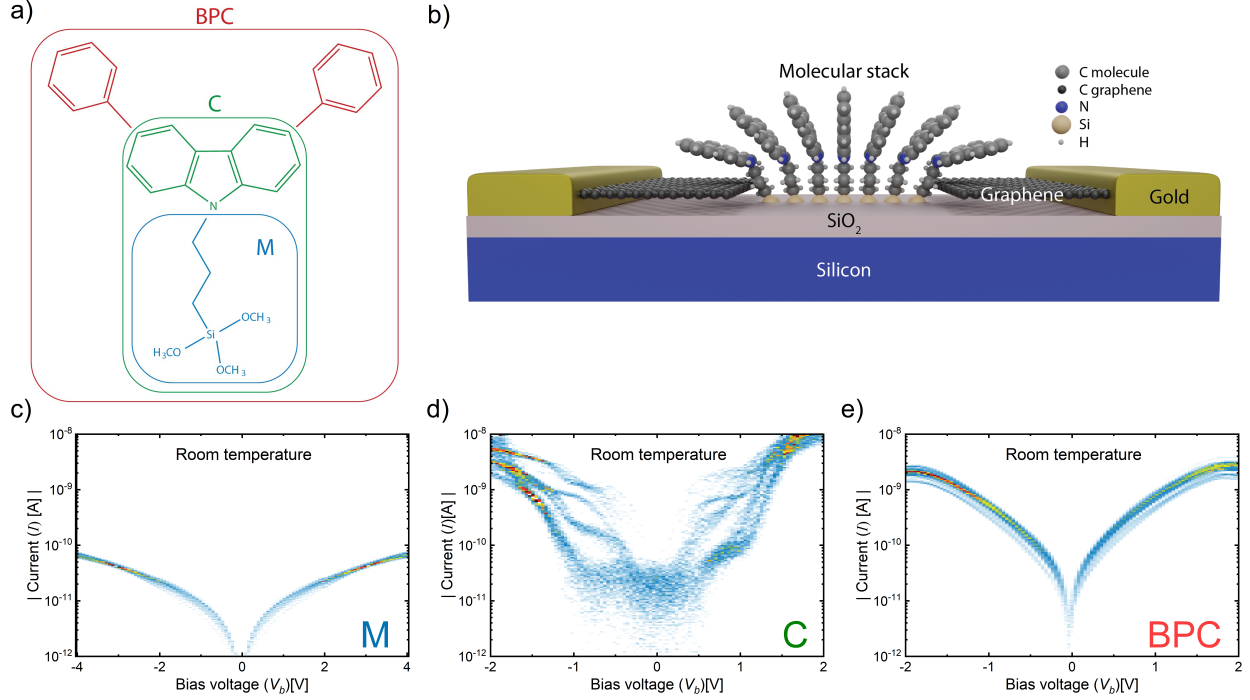 a)
BPC
C
N
M
Si
OCH₃
H₃CO
OCH₃
b)
Molecular stack
C molecule
C graphene
N
Si
H
Graphene
Gold
SiO₂
Silicon
c)
Room temperature
| Current (I) [A] |
10⁻⁸
10⁻⁹
10⁻¹⁰
10⁻¹¹
10⁻¹²
-4 -2 0 2 4
Bias voltage (V_b)[V]
M
d)
Room temperature
| Current (I)[A] |
10⁻⁸
10⁻⁹
10⁻¹⁰
10⁻¹¹
10⁻¹²
-2 -1 0 1 2
Bias voltage (V_b)[V]
C
e)
Room temperature
| Current (I) [A] |
10⁻⁸
10⁻⁹
10⁻¹⁰
10⁻¹¹
10⁻¹²
-2 -1 0 1 2
Bias voltage (V_b)[V]
BPC